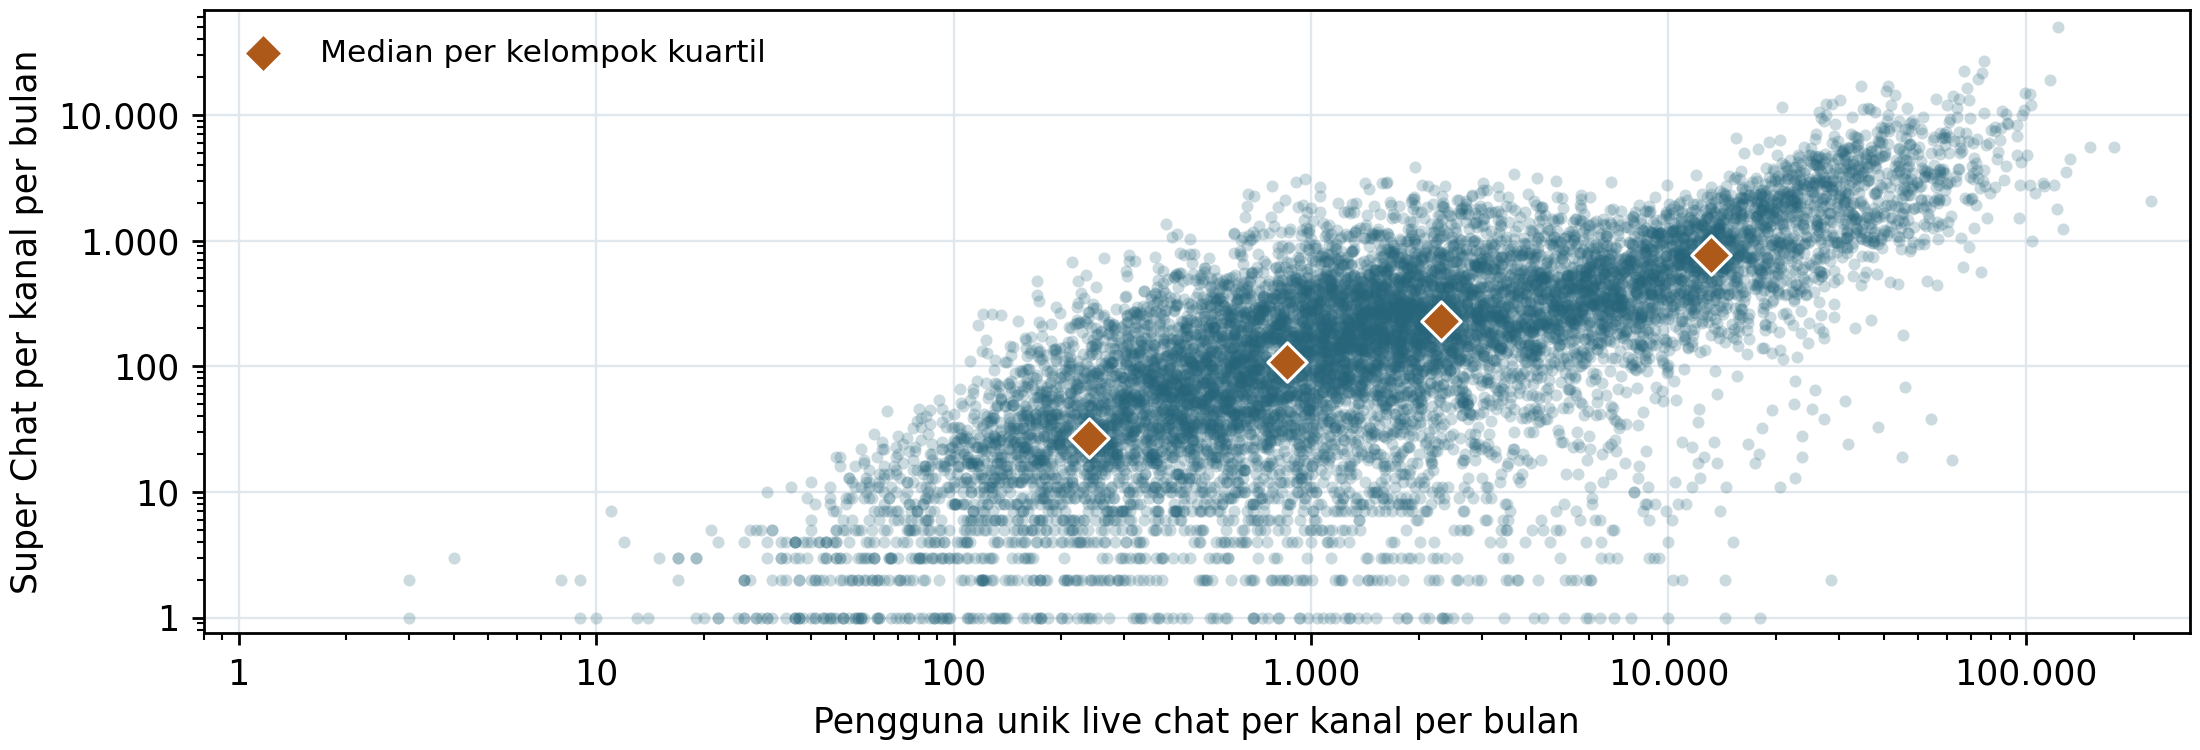 Median per kelompok kuartil
Super Chat per kanal per bulan
10.000
1.000
100
10
1
1 10 100 1.000 10.000 100.000
Pengguna unik live chat per kanal per bulan